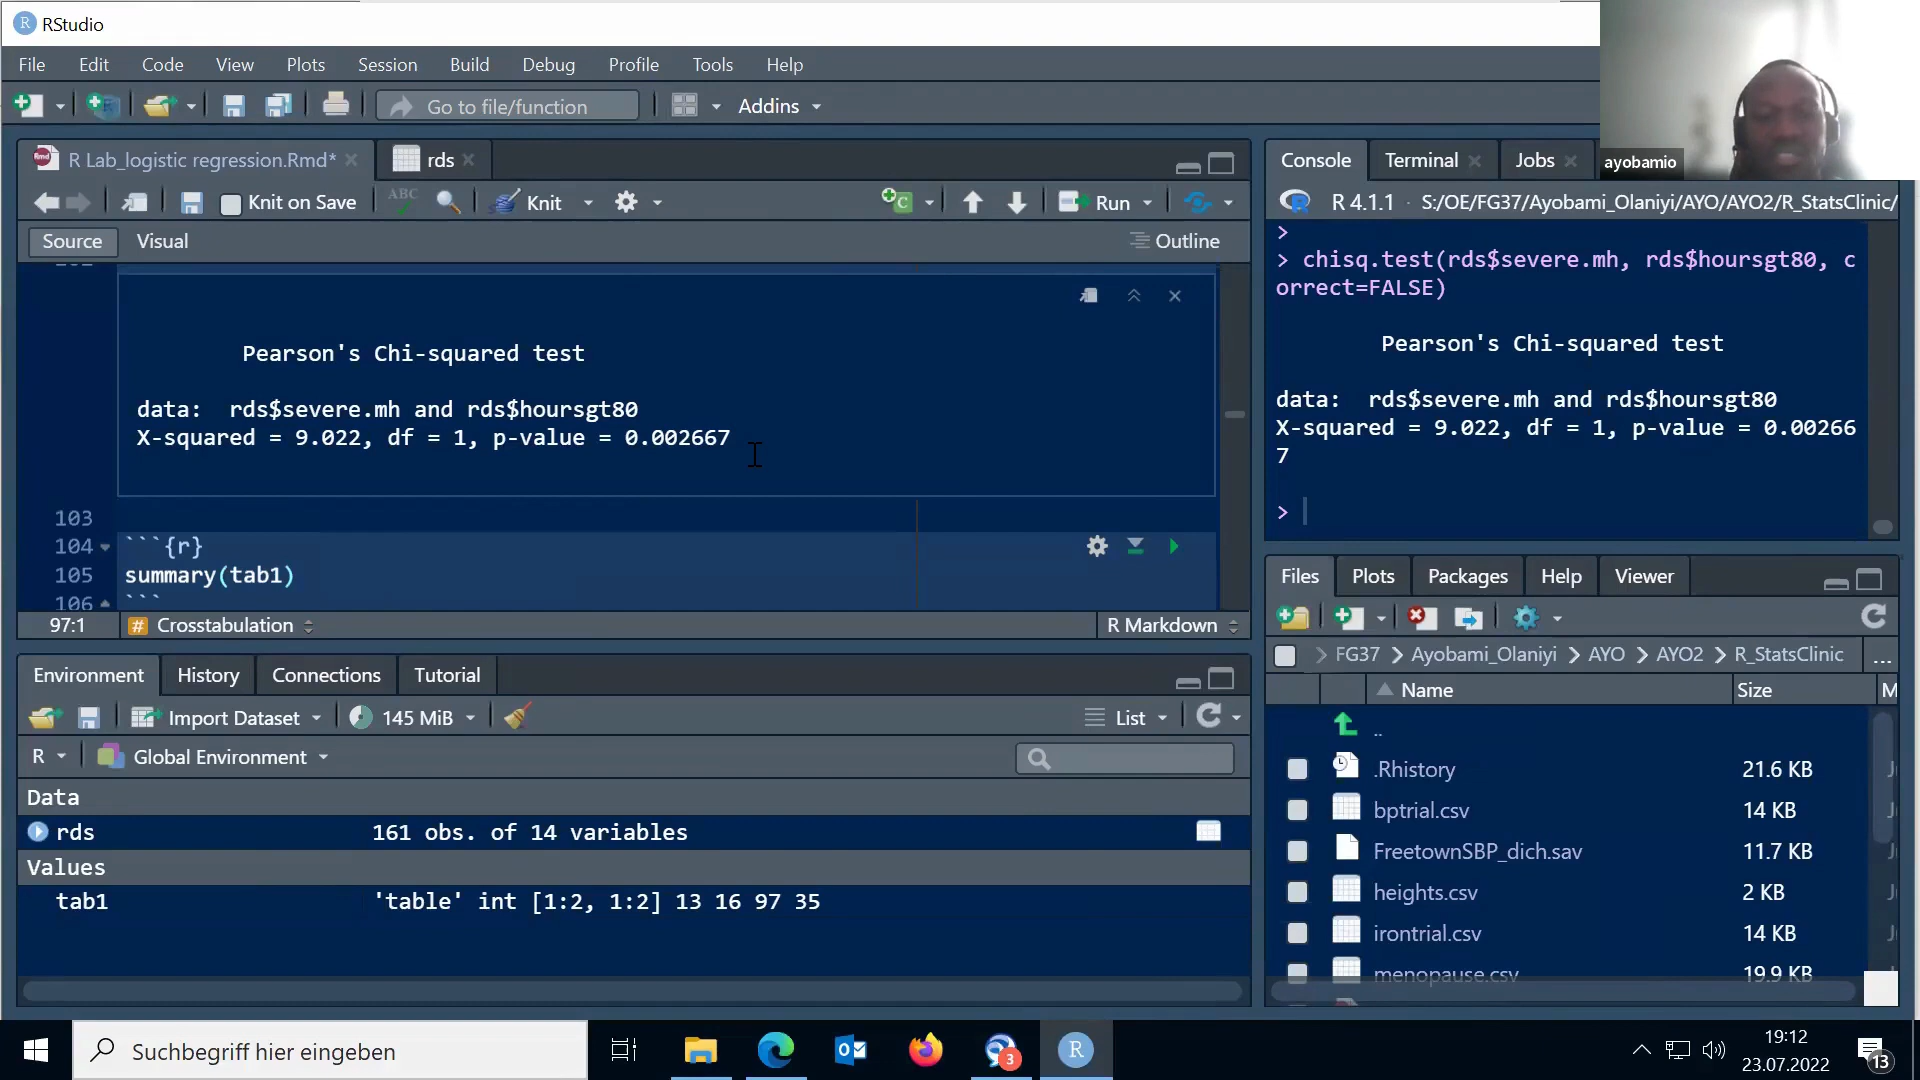 RStudio
File Edit Code View Plots Session Build Debug Profile Tools Help
Go to file/function Addins
R Lab_logistic regression.Rmd* rds
Knit on Save ABC Knit Run
Source Visual Outline
Pearson's Chi-squared test
data: rds$severe.mh and rds$hoursgt80
X-squared = 9.022, df = 1, p-value = 0.002667
103
104 ```{r}
105 summary(tab1)
106 ```
97:1 # Crosstabulation R Markdown
Environment History Connections Tutorial
Import Dataset 145 MiB List
R Global Environment
Data
rds 161 obs. of 14 variables
Values
tab1 'table' int [1:2, 1:2] 13 16 97 35
ayobamio
Console Terminal Jobs
R 4.1.1 S:/OE/FG37/Ayobami_Olaniyi/AYO/AYO2/R_StatsClinic/
>
> chisq.test(rds$severe.mh, rds$hoursgt80, c
orrect=FALSE)
Pearson's Chi-squared test
data: rds$severe.mh and rds$hoursgt80
X-squared = 9.022, df = 1, p-value = 0.00266
7
>
Files Plots Packages Help Viewer
FG37 Ayobami_Olaniyi AYO AYO2 R_StatsClinic ...
Name Size M
..
.Rhistory 21.6 KB
bptrial.csv 14 KB
FreetownSBP_dich.sav 11.7 KB
heights.csv 2 KB
irontrial.csv 14 KB
menopause.csv 19.9 KB
Suchbegriff hier eingeben
3
R
19:12
23.07.2022
13